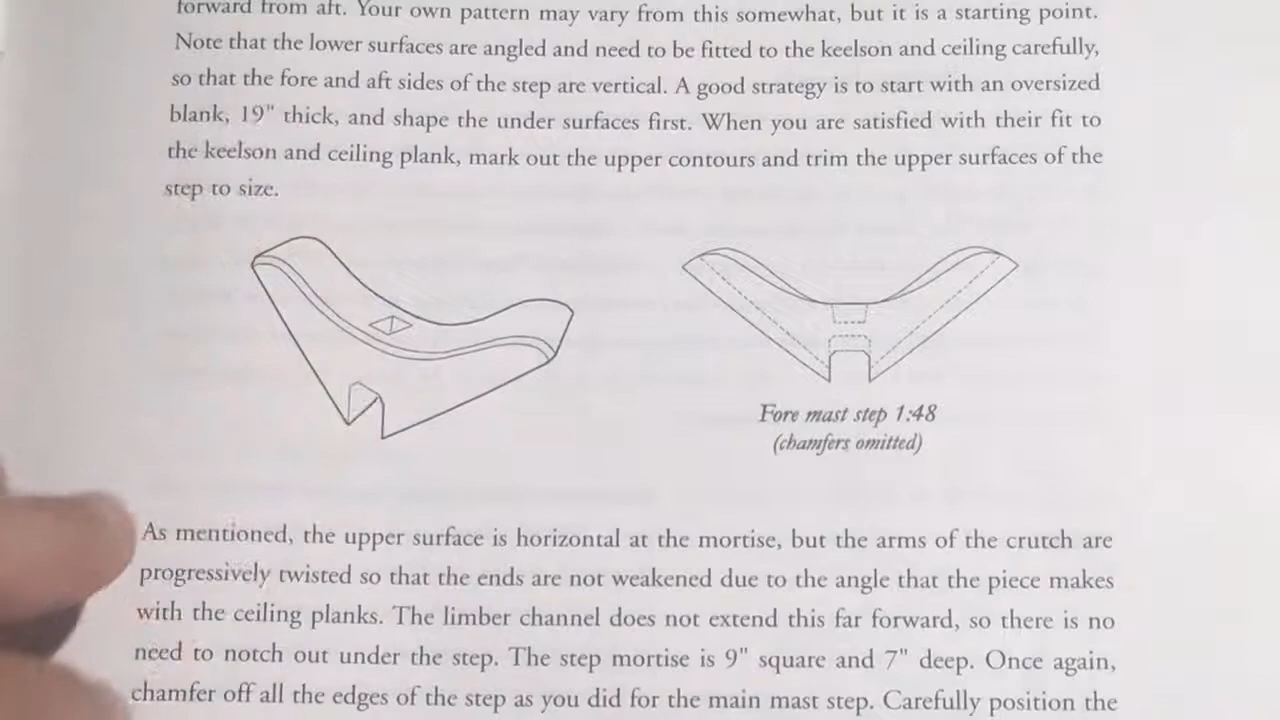 forward from aft. Your own pattern may vary from this somewhat, but it is a starting point.
Note that the lower surfaces are angled and need to be fitted to the keelson and ceiling carefully,
so that the fore and aft sides of the step are vertical. A good strategy is to start with an oversized
blank, 19" thick, and shape the under surfaces first. When you are satisfied with their fit to
the keelson and ceiling plank, mark out the upper contours and trim the upper surfaces of the
step to size.
Fore mast step 1:48
(chamfers omitted)
As mentioned, the upper surface is horizontal at the mortise, but the arms of the crutch are
progressively twisted so that the ends are not weakened due to the angle that the piece makes
with the ceiling planks. The limber channel does not extend this far forward, so there is no
need to notch out under the step. The step mortise is 9" square and 7" deep. Once again,
chamfer off all the edges of the step as you did for the main mast step. Carefully position the